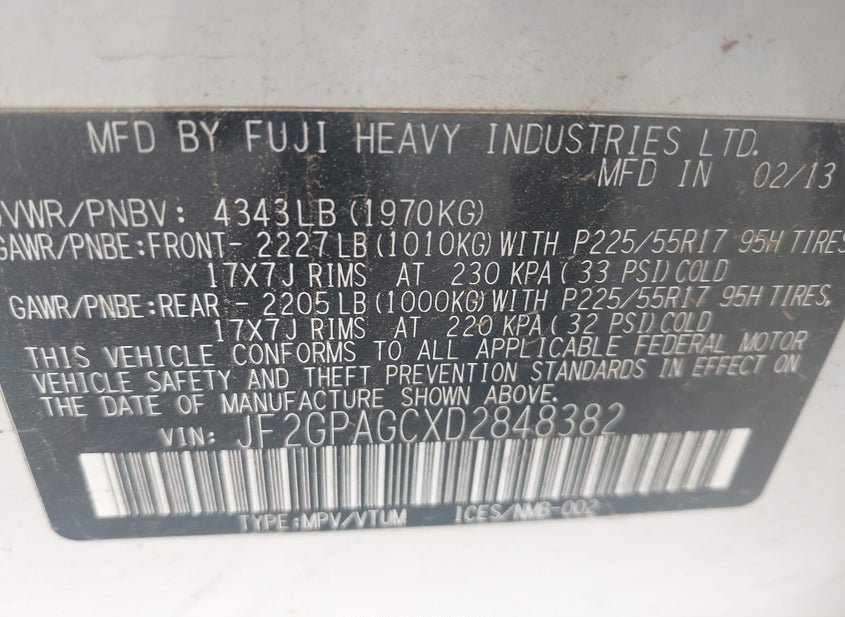 MFD BY FUJI HEAVY INDUSTRIES LTD.
MFD IN 02/13
GVWR/PNBV: 4343LB (1970KG)
GAWR/PNBE:FRONT- 2227LB (1010KG) WITH P225/55R17 95H TIRES
17X7J RIMS AT 230 KPA (33 PSI) COLD
GAWR/PNBE:REAR - 2205LB (1000KG) WITH P225/55R17 95H TIRES,
17X7J RIMS AT 220 KPA (32 PSI) COLD
THIS VEHICLE CONFORMS TO ALL APPLICABLE FEDERAL MOTOR
VEHICLE SAFETY AND THEFT PREVENTION STANDARDS IN EFFECT ON
THE DATE OF MANUFACTURE SHOWN ABOVE.
VIN: JF2GPAGCXD2848382
TYPE:MPV/VTUM ICES/NMB-002